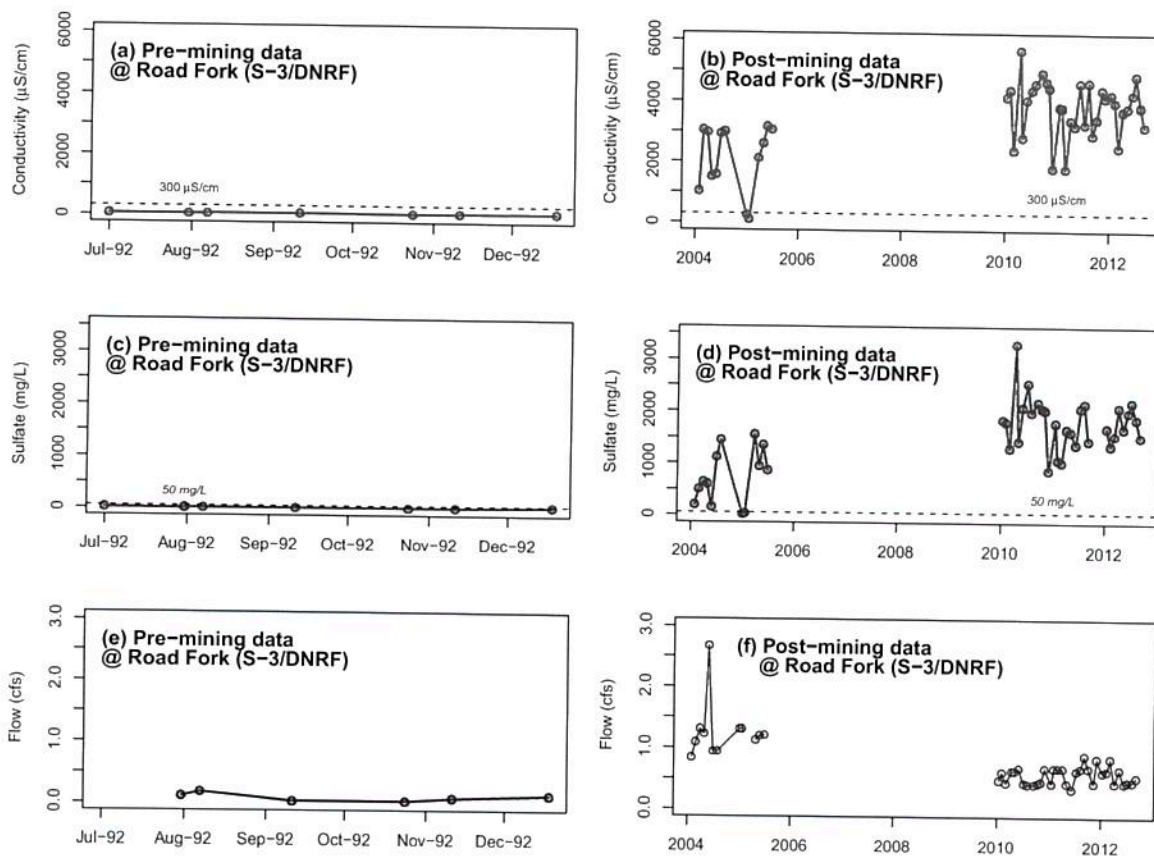 Conductivity (µS/cm)
0 2000 4000 6000
(a) Pre−mining data
@ Road Fork (S−3/DNRF)
300 µS/cm
Jul−92 Aug−92 Sep−92 Oct−92 Nov−92 Dec−92
Conductivity (µS/cm)
0 2000 4000 6000
(b) Post−mining data
@ Road Fork (S−3/DNRF)
300 µS/cm
2004 2006 2008 2010 2012
Sulfate (mg/L)
0 1000 2000 3000
(c) Pre−mining data
@ Road Fork (S−3/DNRF)
50 mg/L
Jul−92 Aug−92 Sep−92 Oct−92 Nov−92 Dec−92
Sulfate (mg/L)
0 1000 2000 3000
(d) Post−mining data
@ Road Fork (S−3/DNRF)
50 mg/L
2004 2006 2008 2010 2012
Flow (cfs)
0.0 1.0 2.0 3.0
(e) Pre−mining data
@ Road Fork (S−3/DNRF)
Jul−92 Aug−92 Sep−92 Oct−92 Nov−92 Dec−92
Flow (cfs)
0.0 1.0 2.0 3.0
(f) Post−mining data
@ Road Fork (S−3/DNRF)
2004 2006 2008 2010 2012